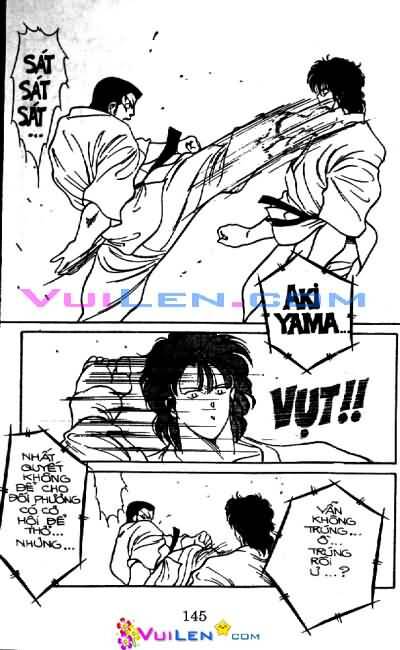 SÁT
SÁT
SÁT
...
AKI
YAMA...
VUILEN.COM
VỤT!!
NHẤT
QUYẾT
KHÔNG
ĐỂ CHO
ĐỐI PHƯƠNG
CÓ CƠ
HỘI ĐỂ
THỞ...
NHƯNG...
VẪN
KHÔNG
TRÚNG...
Ồ...
TRÚNG
RỒI
Ư...?
145
VUILEN.COM